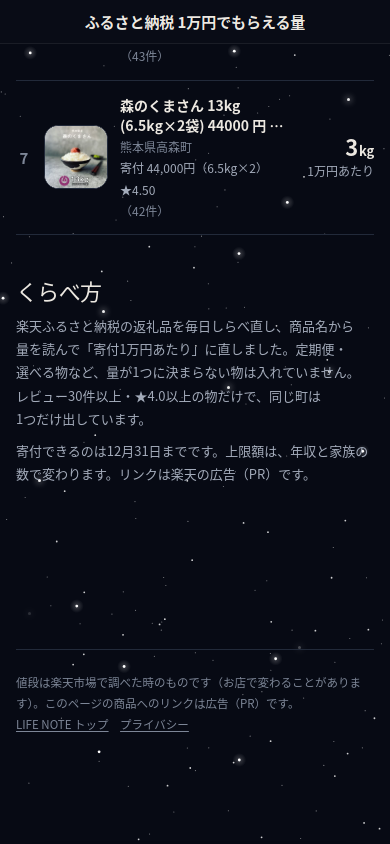 ふるさと納税 1万円でもらえる量
（43件）
7
森のくまさん 13kg
(6.5kg×2袋) 44000 円 …
熊本県高森町
寄付 44,000円（6.5kg×2）
★4.50
（42件）
3kg
1万円あたり
くらべ方
楽天ふるさと納税の返礼品を毎日しらべ直し、商品名から
量を読んで「寄付1万円あたり」に直しました。定期便・
選べる物など、量が1つに決まらない物は入れていません。
レビュー30件以上・★4.0以上の物だけで、同じ町は
1つだけ出しています。
寄付できるのは12月31日までです。上限額は、年収と家族の
数で変わります。リンクは楽天の広告（PR）です。
値段は楽天市場で調べた時のものです（お店で変わることがありま
す）。このページの商品へのリンクは広告（PR）です。
LIFE NOTE トップ プライバシー